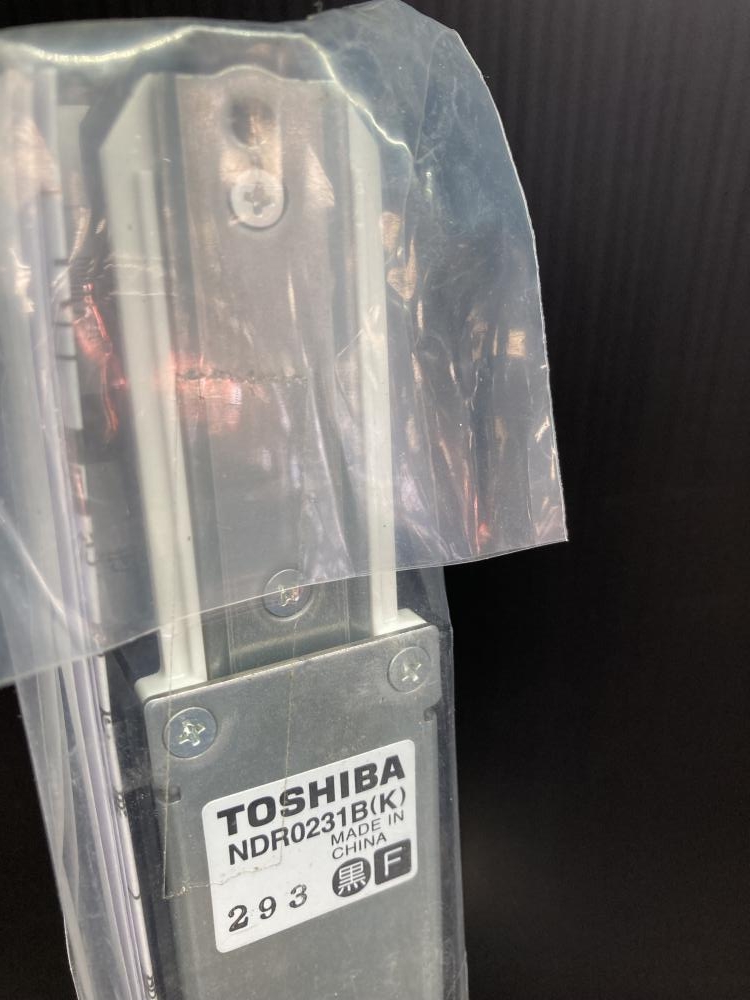 TOSHIBA
NDR0231B(K)
MADE IN
CHINA
293 黒 F